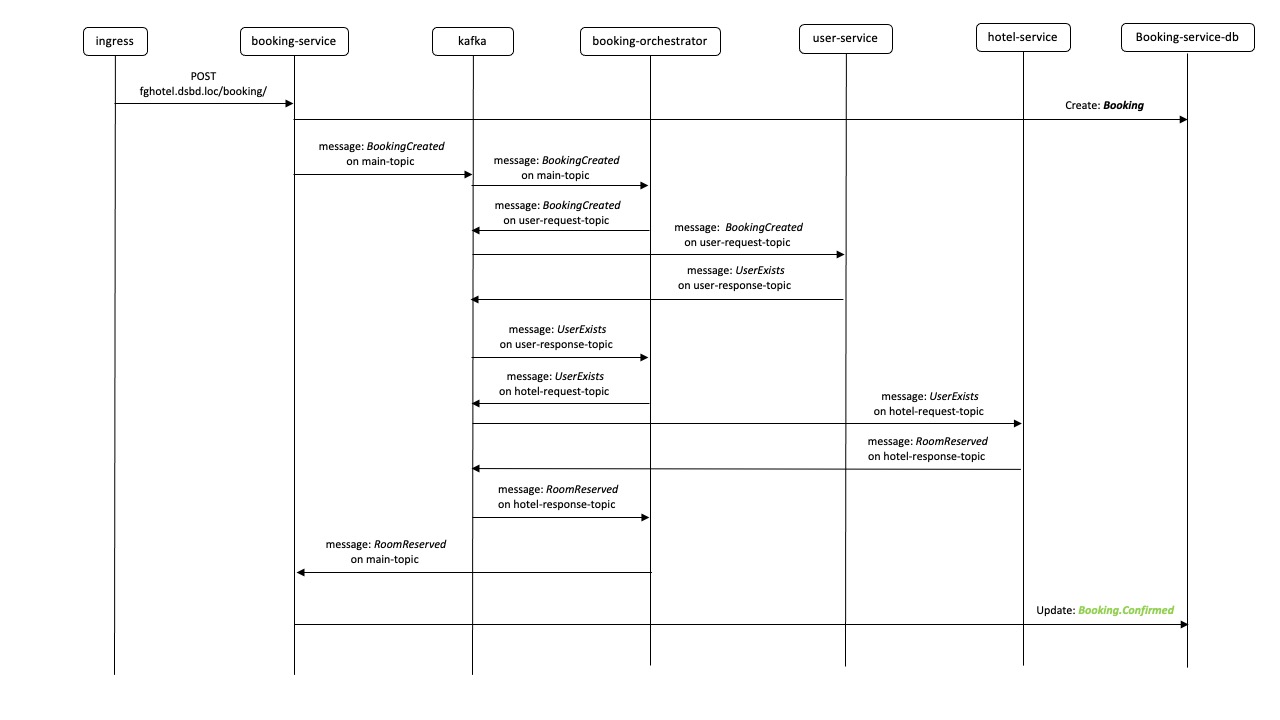 ingress
booking-service
kafka
booking-orchestrator
user-service
hotel-service
Booking-service-db
POST
fghotel.dsbd.loc/booking/
Create: Booking
message: BookingCreated
on main-topic
message: BookingCreated
on main-topic
message: BookingCreated
on user-request-topic
message:  BookingCreated
on user-request-topic
message: UserExists
on user-response-topic
message: UserExists
on user-response-topic
message: UserExists
on hotel-request-topic
message: UserExists
on hotel-request-topic
message: RoomReserved
on hotel-response-topic
message: RoomReserved
on hotel-response-topic
message: RoomReserved
on main-topic
Update: Booking.Confirmed